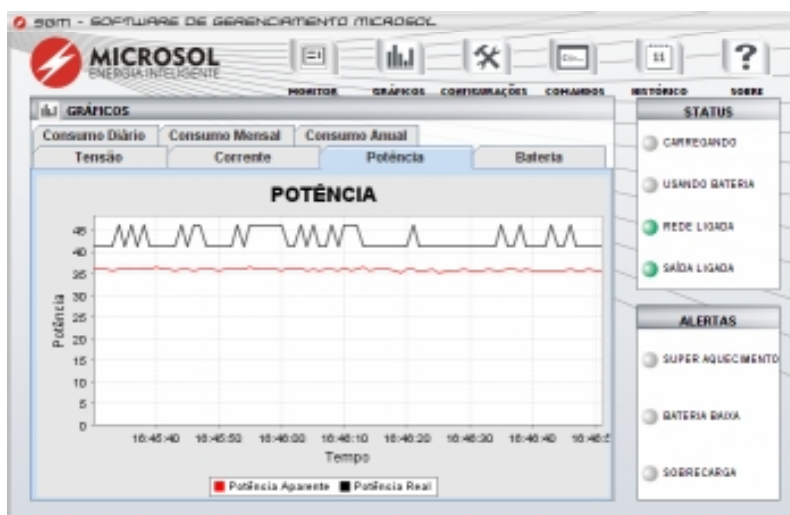 SGM - SOFTWARE DE GERENCIAMENTO MICROSOL
MICROSOL
ENERGIA INTELIGENTE
MONITOR GRÁFICOS CONFIGURAÇÕES COMANDOS HISTÓRICO SOBRE
11
?
GRÁFICOS
Consumo Diário Consumo Mensal Consumo Anual
Tensão Corrente Potência Bateria
POTÊNCIA
Potência
45
40
35
30
25
20
15
10
5
0
16:45:40 16:45:50 16:46:00 16:46:10 16:46:20 16:46:30 16:46:40 16:46:5
Tempo
Potência Aparente Potência Real
STATUS
CARREGANDO
USANDO BATERIA
REDE LIGADA
SAÍDA LIGADA
ALERTAS
SUPER AQUECIMENTO
BATERIA BAIXA
SOBRECARGA